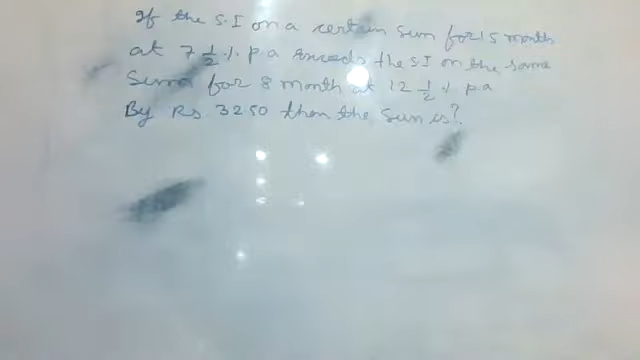 If the S.I on a certain Sum for 15 month
at 7 1/2 % p.a Exceeds the S.I on the same
Sum for 8 month at 12 1/2 % p.a
By Rs 3250 then the Sum is?